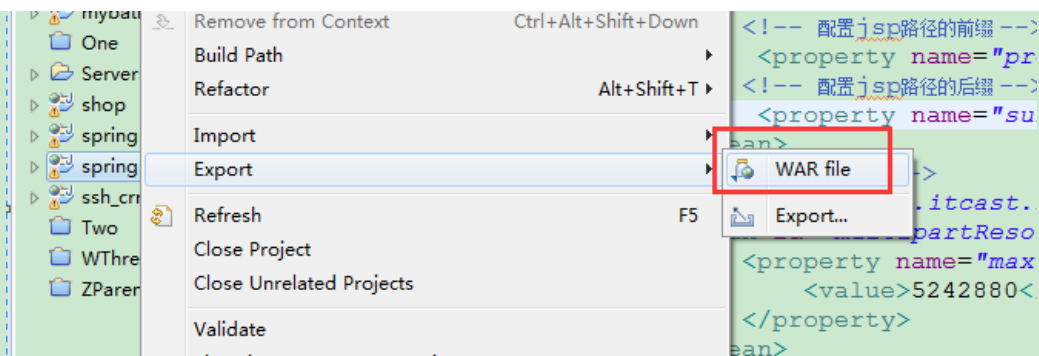 mybati
One
Server
shop
spring
spring
ssh_crr
Two
WThre
ZParen
Remove from Context Ctrl+Alt+Shift+Down
Build Path
Refactor Alt+Shift+T
Import
Export
Refresh F5
Close Project
Close Unrelated Projects
Validate
WAR file
Export...
<!-- 配置jsp路径的前缀 -->
<property name="pr
<!-- 配置jsp路径的后缀 -->
<property name="su
ean>
->
.itcast.
partReso
<property name="max
<value>5242880<
</property>
ean>